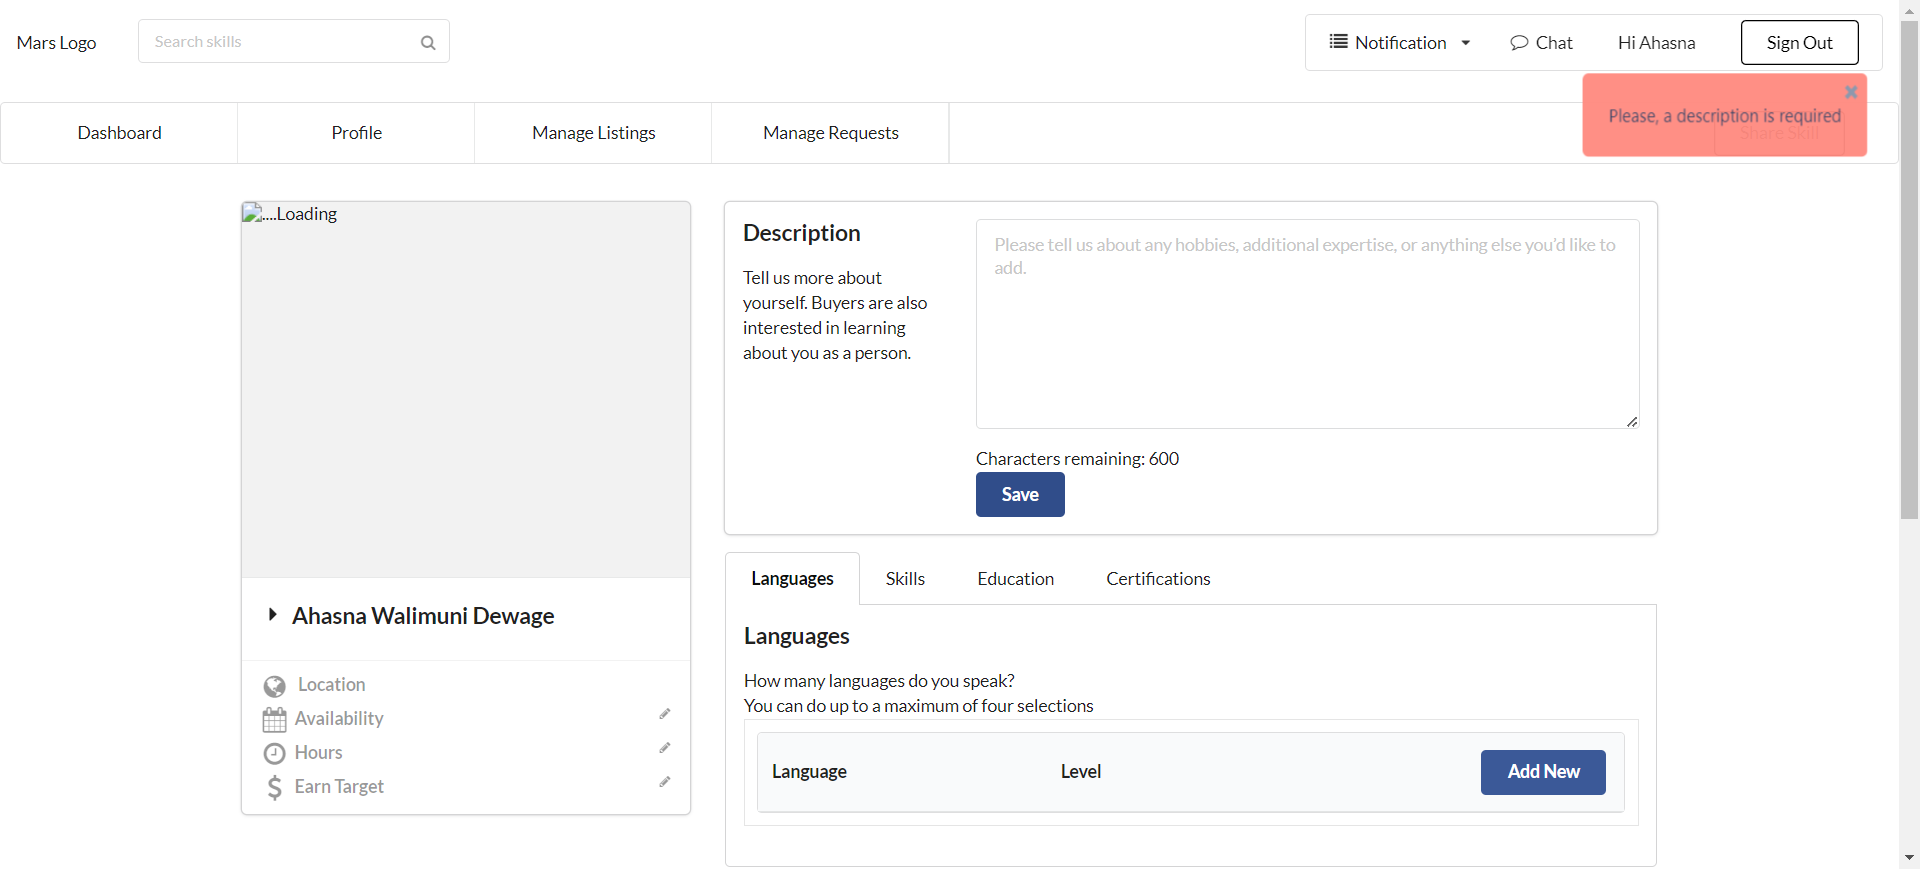 Mars Logo
Search skills
Notification
Chat
Hi Ahasna
Sign Out
Please, a description is required
Share Skill
Dashboard
Profile
Manage Listings
Manage Requests
....Loading
Ahasna Walimuni Dewage
Location
Availability
Hours
Earn Target
Description
Tell us more about
yourself. Buyers are also
interested in learning
about you as a person.
Please tell us about any hobbies, additional expertise, or anything else you'd like to
add.
Characters remaining: 600
Save
Languages
Skills
Education
Certifications
Languages
How many languages do you speak?
You can do up to a maximum of four selections
Language
Level
Add New